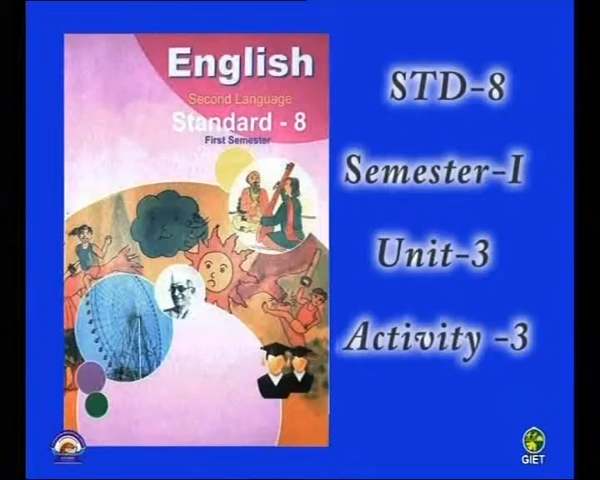 English
Second Language
Standard - 8
First Semester
STD-8
Semester-I
Unit-3
Activity -3
GIET